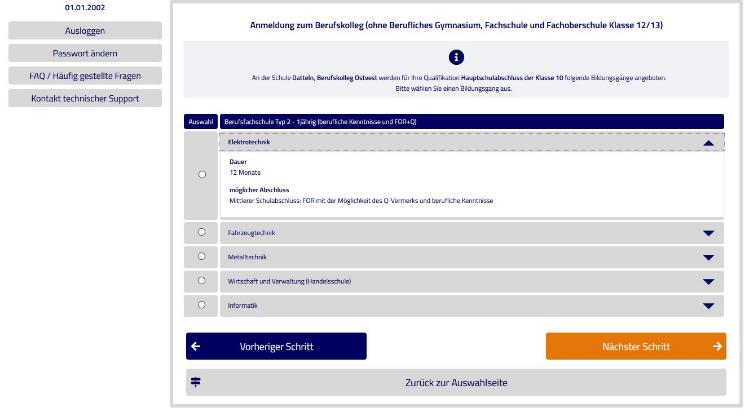 01.01.2002
Ausloggen
Passwort ändern
FAQ / Häufig gestellte Fragen
Kontakt technischer Support
Anmeldung zum Berufskolleg (ohne Berufliches Gymnasium, Fachschule und Fachoberschule Klasse 12/13)
An der Schule Datteln, Berufskolleg Ostvest werden für Ihre Qualifikation Hauptschulabschluss der Klasse 10 folgende Bildungsgänge angeboten.
Bitte wählen Sie einen Bildungsgang aus.
Auswahl Berufsfachschule Typ 2 - 1jährig (berufliche Kenntnisse und FOR+Q)
Elektrotechnik
Dauer
12 Monate
möglicher Abschluss
Mittlerer Schulabschluss: FOR mit der Möglichkeit des Q-Vermerks und berufliche Kenntnisse
Fahrzeugtechnik
Metalltechnik
Wirtschaft und Verwaltung (Handelsschule)
Informatik
Vorheriger Schritt
Nächster Schritt
Zurück zur Auswahlseite